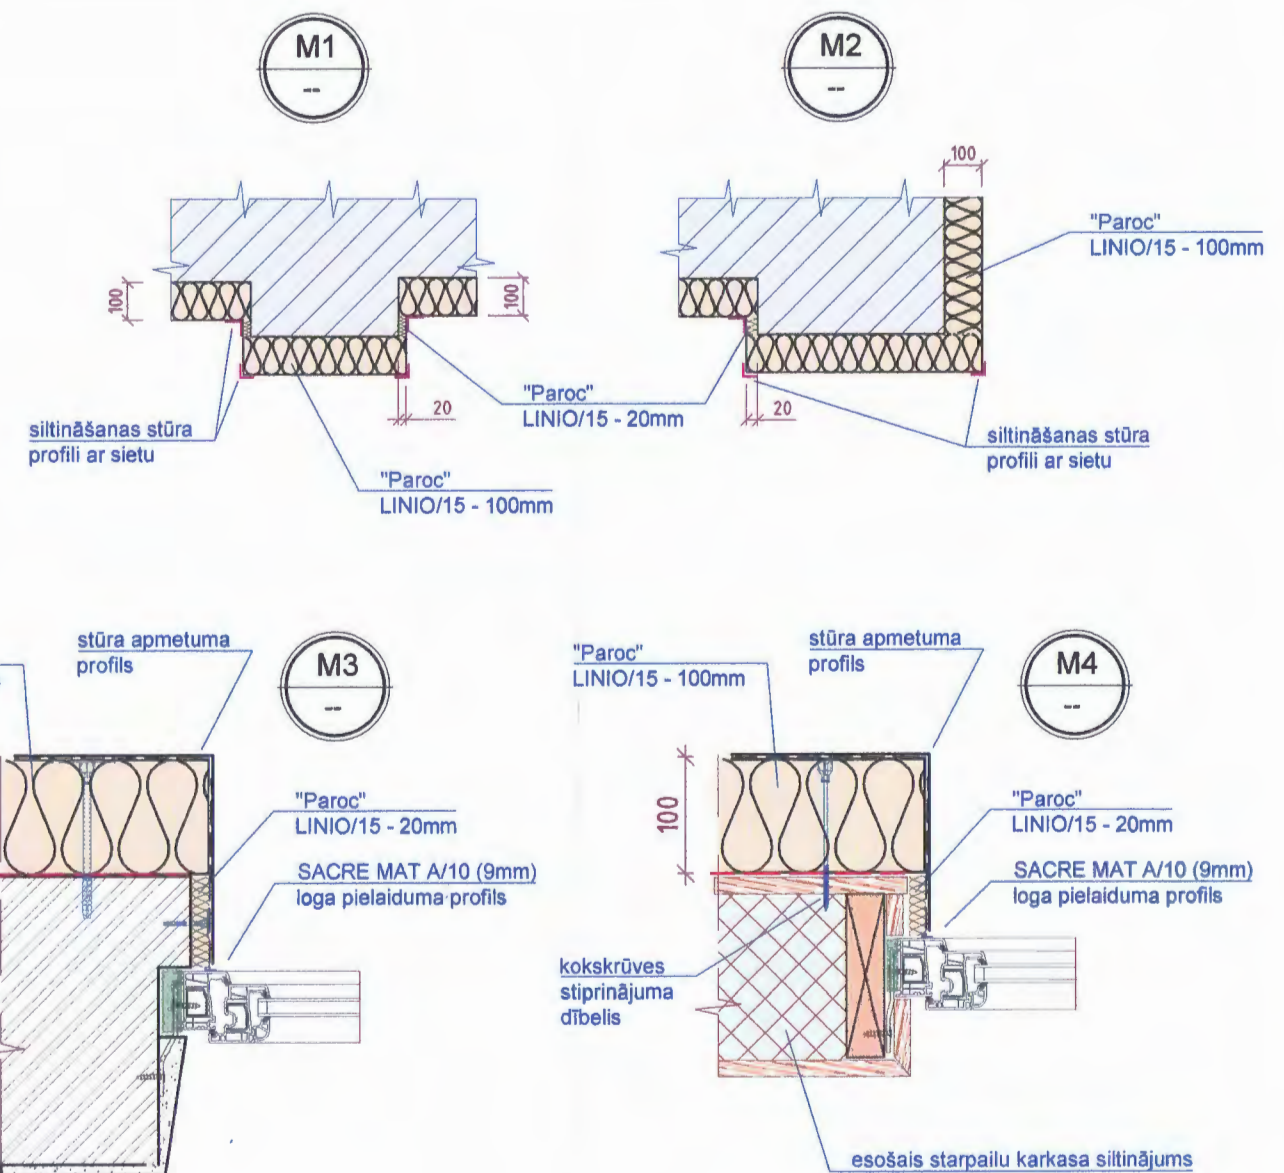 M1
--
M2
--
100
100
20
"Paroc"
LINIO/15 - 20mm
siltināšanas stūra
profili ar sietu
"Paroc"
LINIO/15 - 100mm
100
100
"Paroc"
LINIO/15 - 100mm
20
siltināšanas stūra
profili ar sietu
stūra apmetuma
profils
M3
--
"Paroc"
LINIO/15 - 20mm
SACRE MAT A/10 (9mm)
loga pielaiduma profils
"Paroc"
LINIO/15 - 100mm
stūra apmetuma
profils
M4
--
100
"Paroc"
LINIO/15 - 20mm
SACRE MAT A/10 (9mm)
loga pielaiduma profils
kokskrūves
stiprinājuma
dībelis
esošais starpailu karkasa siltinājums